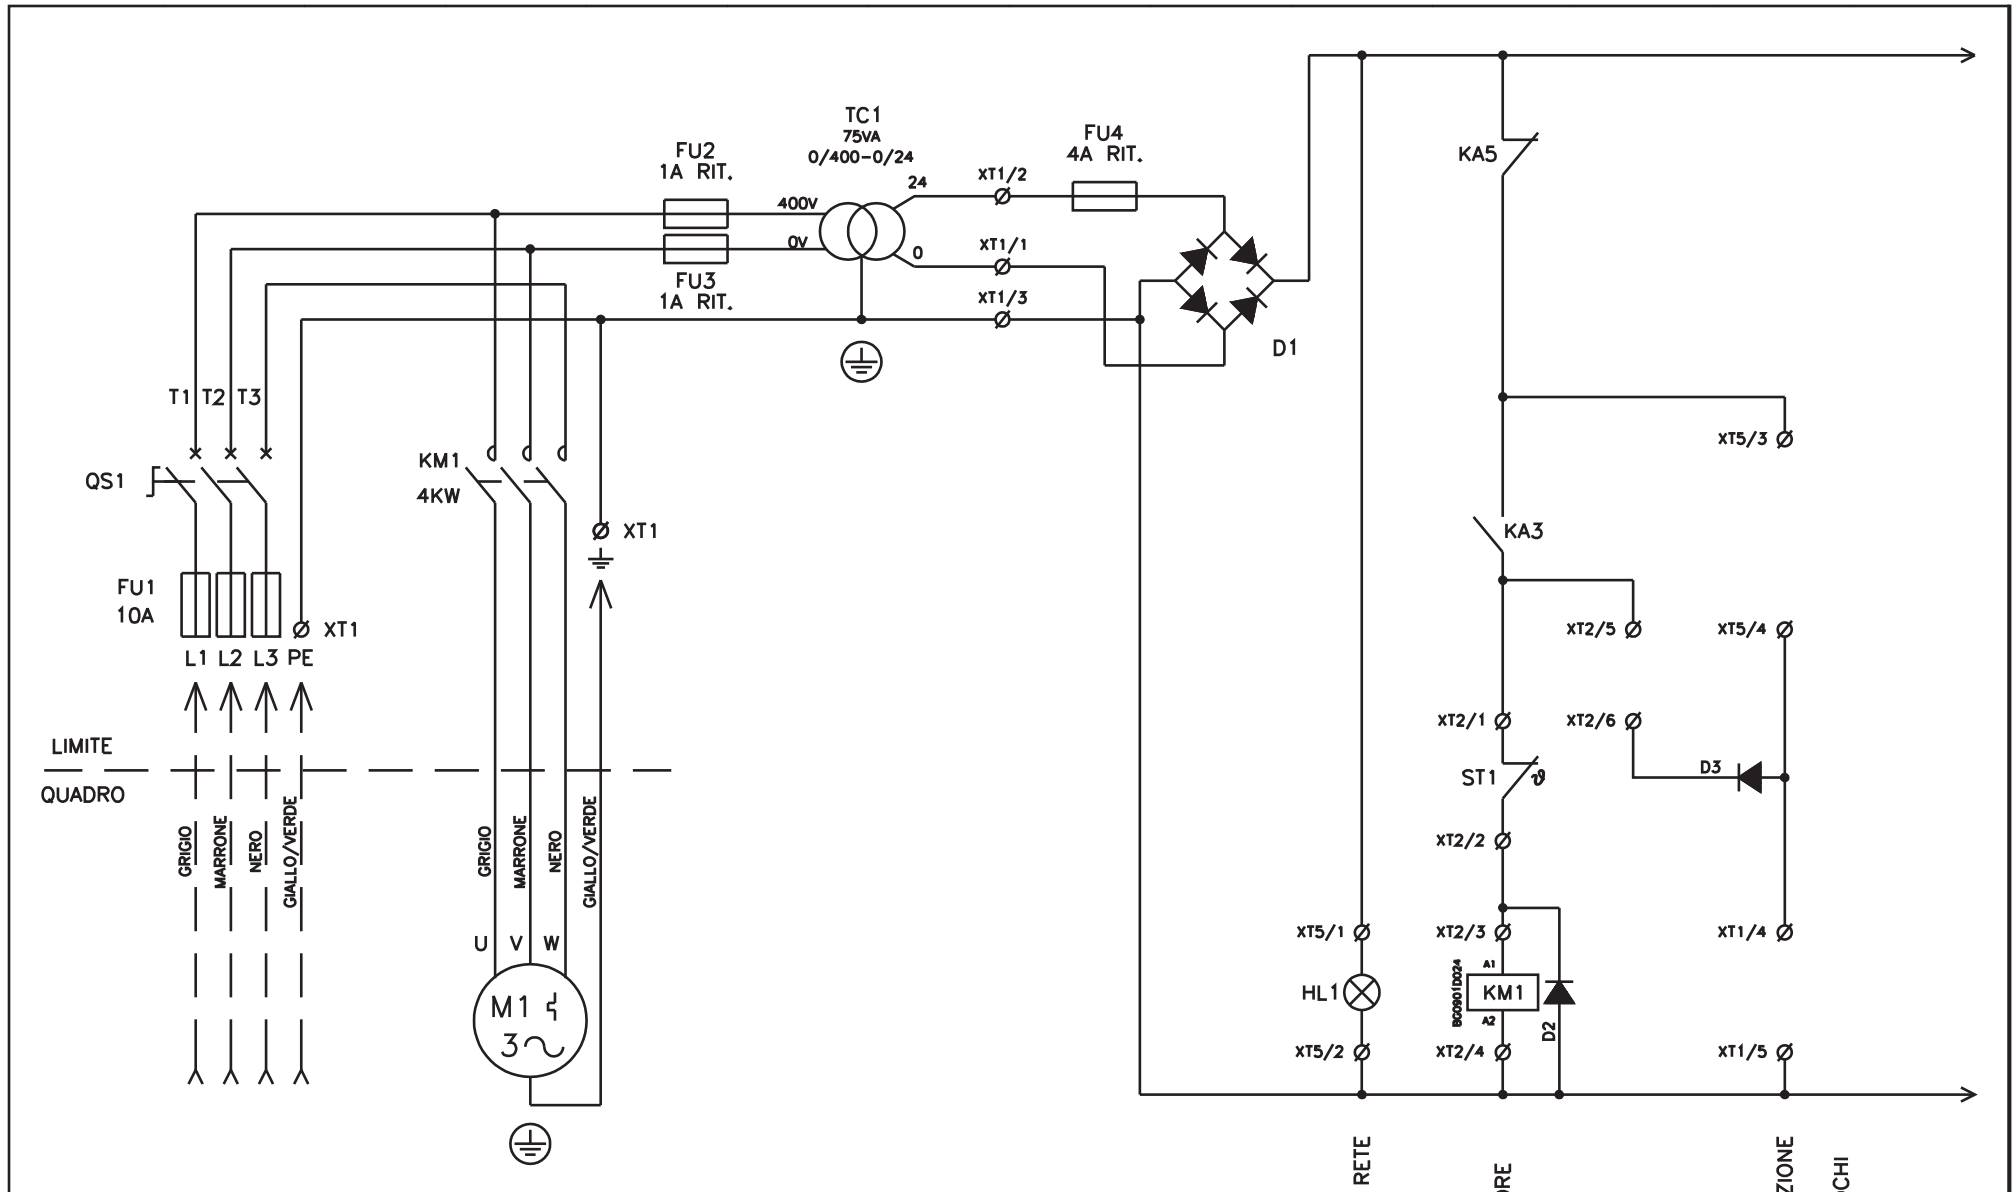 TC1
75VA
0/400-0/24
FU2
1A RIT.
FU4
4A RIT.
KA5
XT1/2
24
400V
0V
XT1/1
0
FU3
1A RIT.
XT1/3
D1
T1 T2 T3
XT5/3
KM1
4KW
QS1
XT1
KA3
FU1
10A
XT1
XT2/5
XT5/4
L1 L2 L3 PE
XT2/1
XT2/6
LIMITE
QUADRO
ST1
ϑ
D3
GRIGIO
MARRONE
NERO
GIALLO/VERDE
GRIGIO
MARRONE
NERO
GIALLO/VERDE
XT2/2
U V W
XT5/1
XT2/3
XT1/4
A1
BG0901D024
HL1
KM1
A2
D2
M1
3
XT5/2
XT2/4
XT1/5
RETE
ORE
ZIONE
OCHI